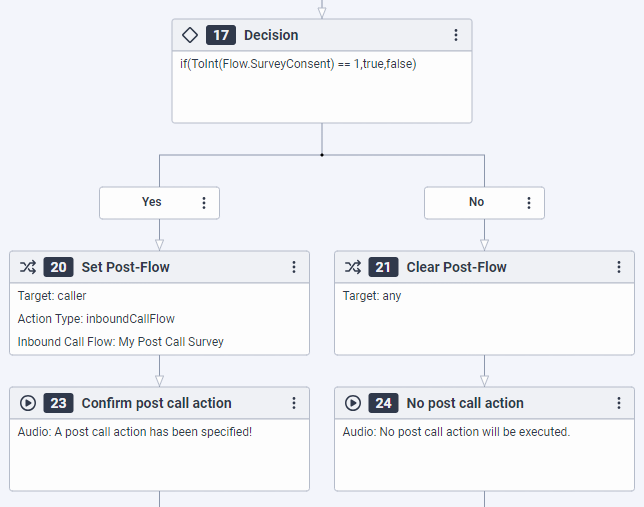 17 Decision
if(ToInt(Flow.SurveyConsent) == 1,true,false)
Yes
No
20 Set Post-Flow
Target: caller
Action Type: inboundCallFlow
Inbound Call Flow: My Post Call Survey
21 Clear Post-Flow
Target: any
23 Confirm post call action
Audio: A post call action has been specified!
24 No post call action
Audio: No post call action will be executed.